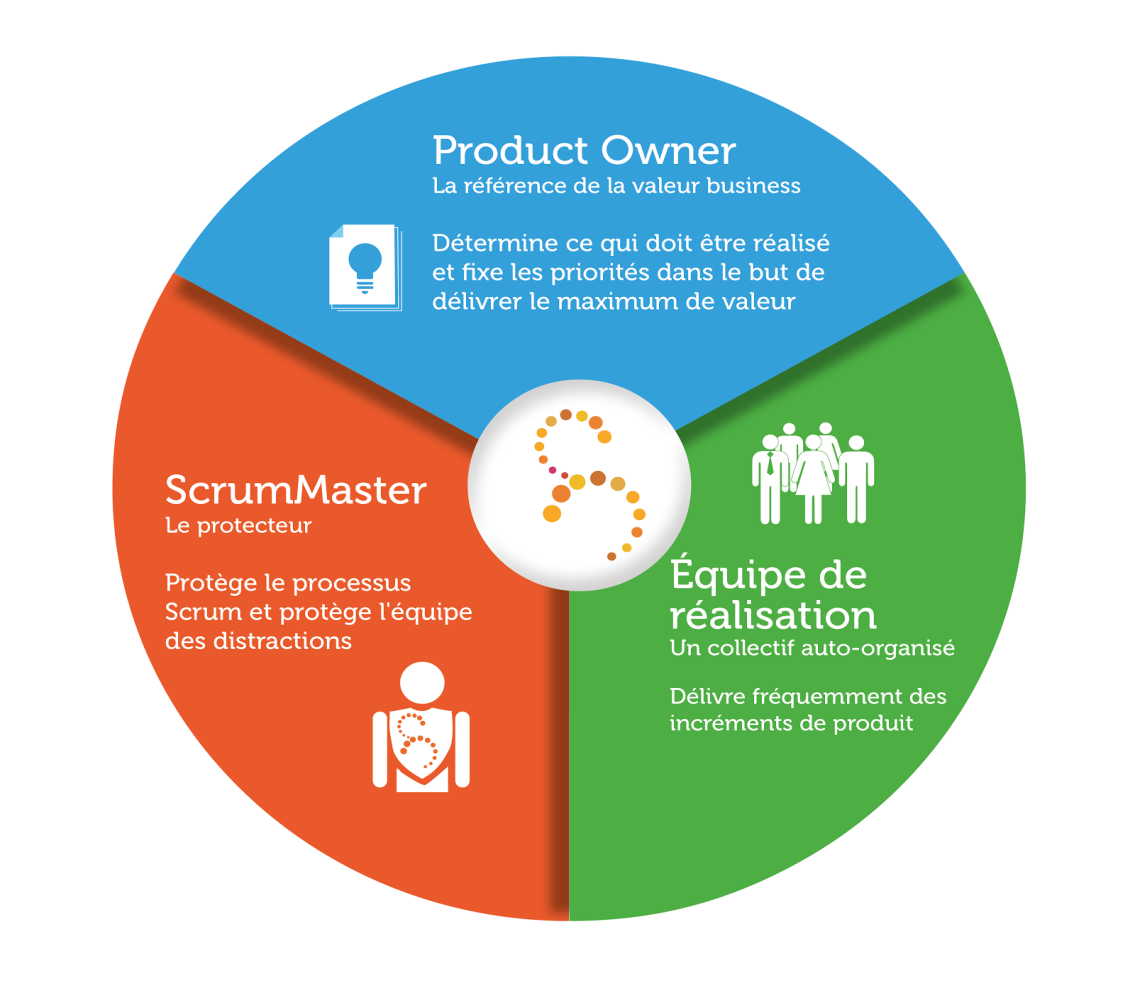 Product Owner
La référence de la valeur business
Détermine ce qui doit être réalisé
et fixe les priorités dans le but de
délivrer le maximum de valeur
ScrumMaster
Le protecteur
Protège le processus
Scrum et protège l'équipe
des distractions
Équipe de
réalisation
Un collectif auto-organisé
Délivre fréquemment des
incréments de produit